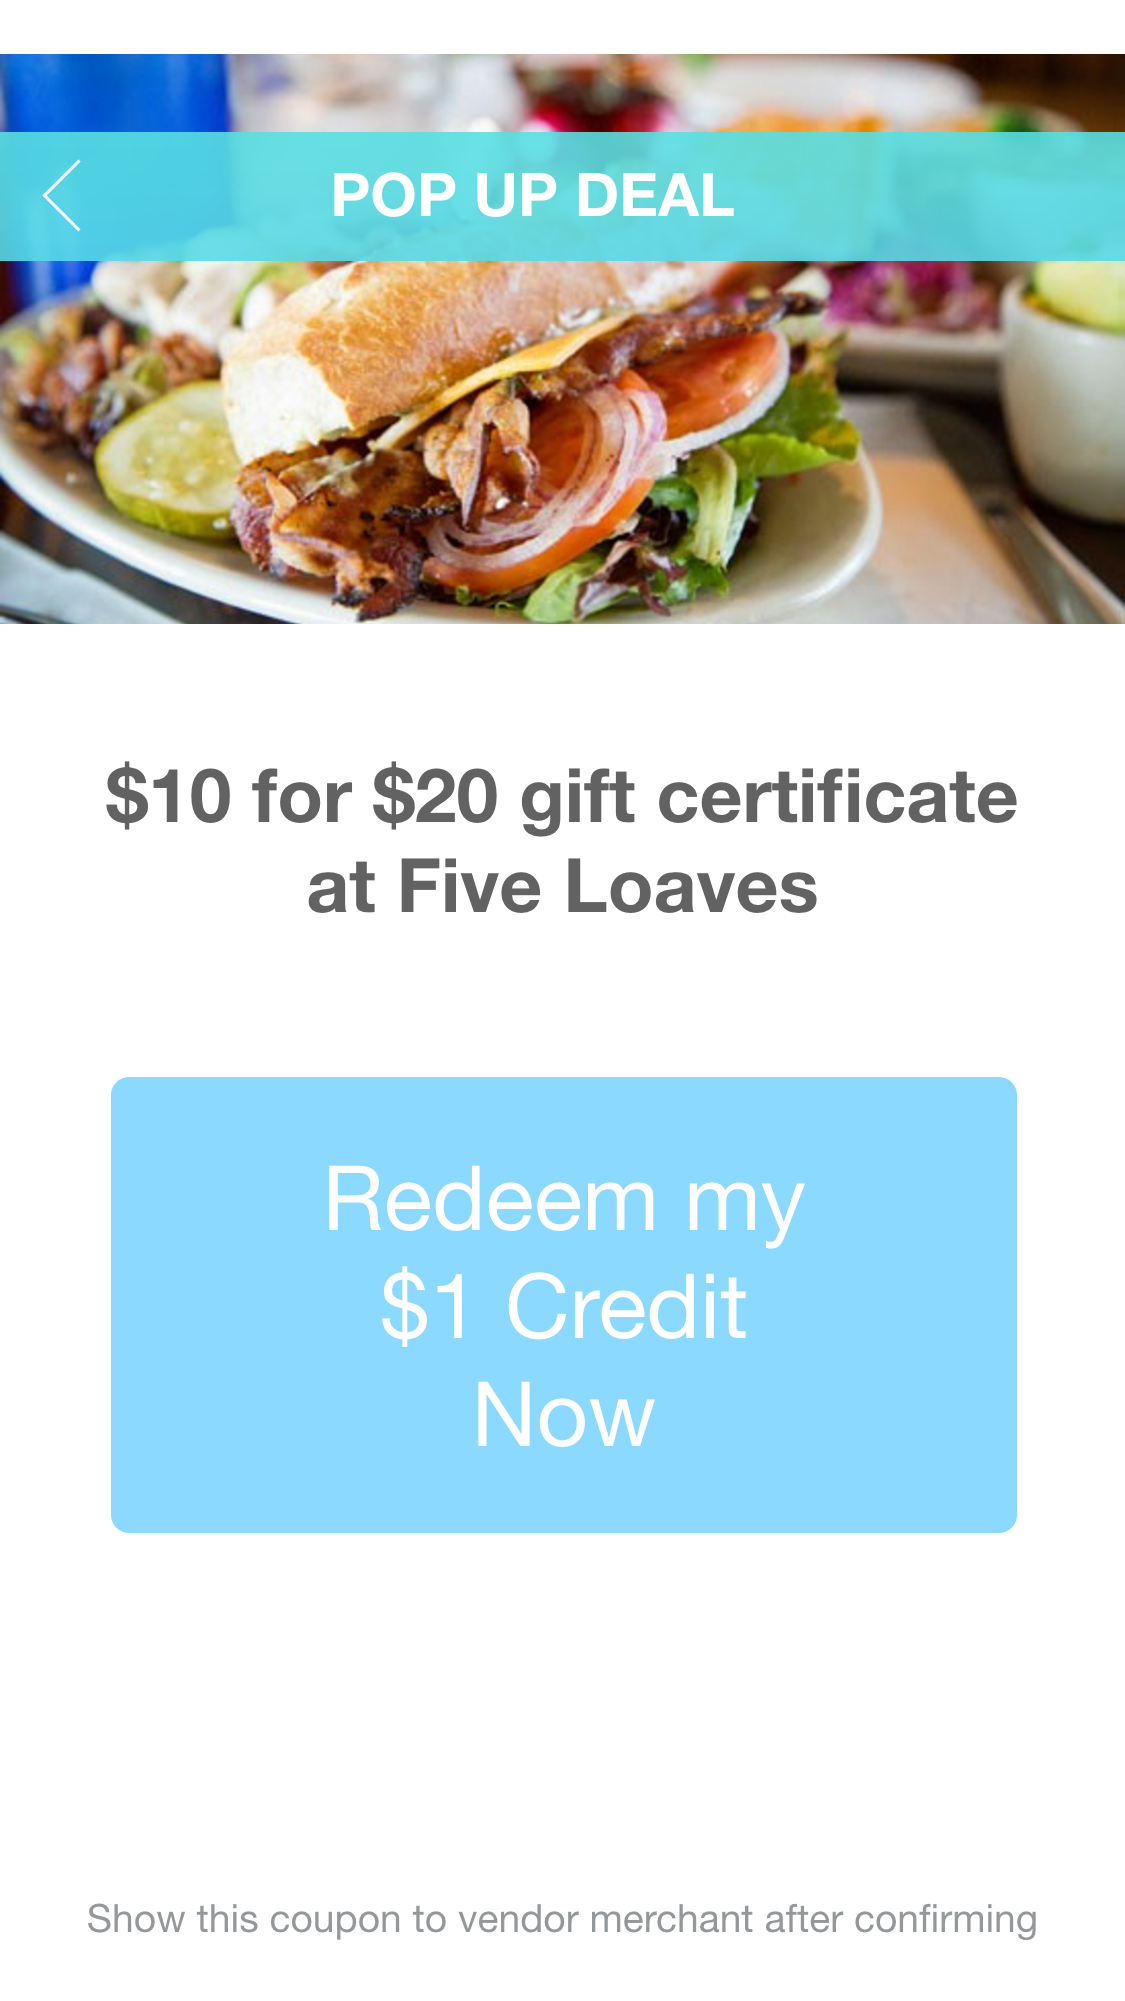 POP UP DEAL
$10 for $20 gift certificate
at Five Loaves
Redeem my
$1 Credit
Now
Show this coupon to vendor merchant after confirming